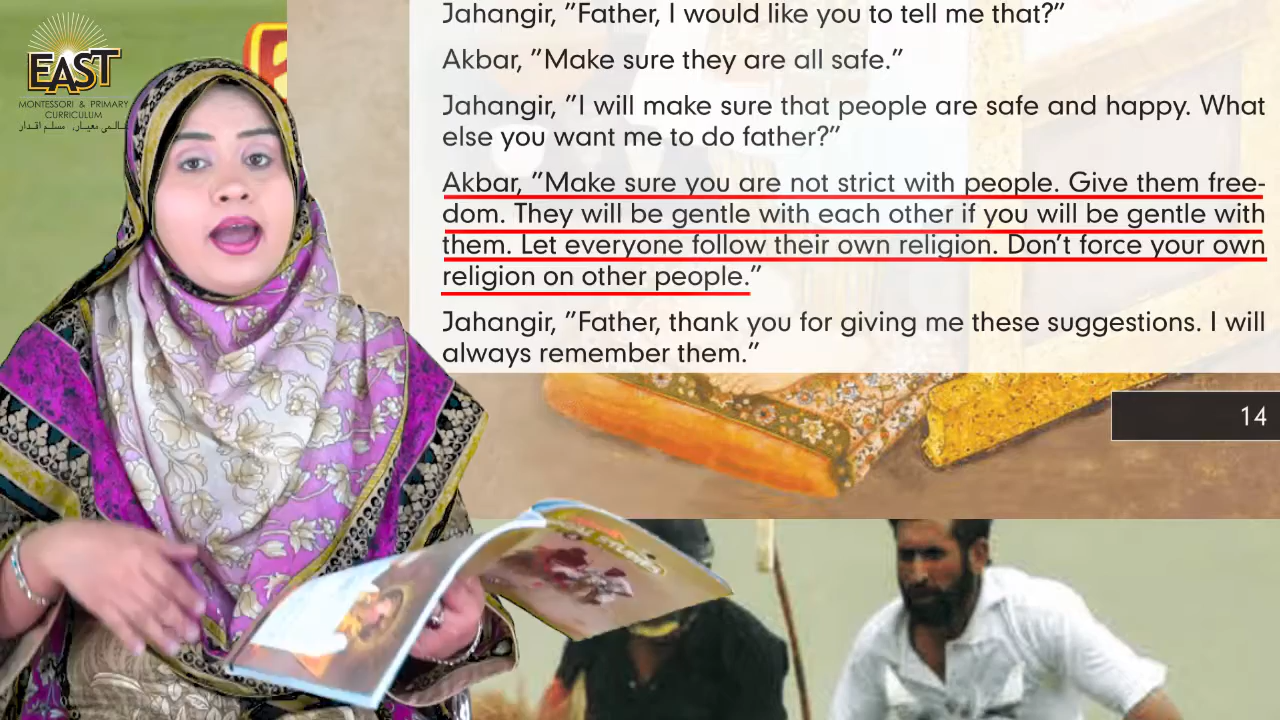 EAST
MONTESSORI & PRIMARY
CURRICULUM
Jahangir, ”Father, I would like you to tell me that?”
Akbar, ”Make sure they are all safe.”
Jahangir, ”I will make sure that people are safe and happy. What
else you want me to do father?”
Akbar, ”Make sure you are not strict with people. Give them free-
dom. They will be gentle with each other if you will be gentle with
them. Let everyone follow their own religion. Don’t force your own
religion on other people.”
Jahangir, ”Father, thank you for giving me these suggestions. I will
always remember them.”
14